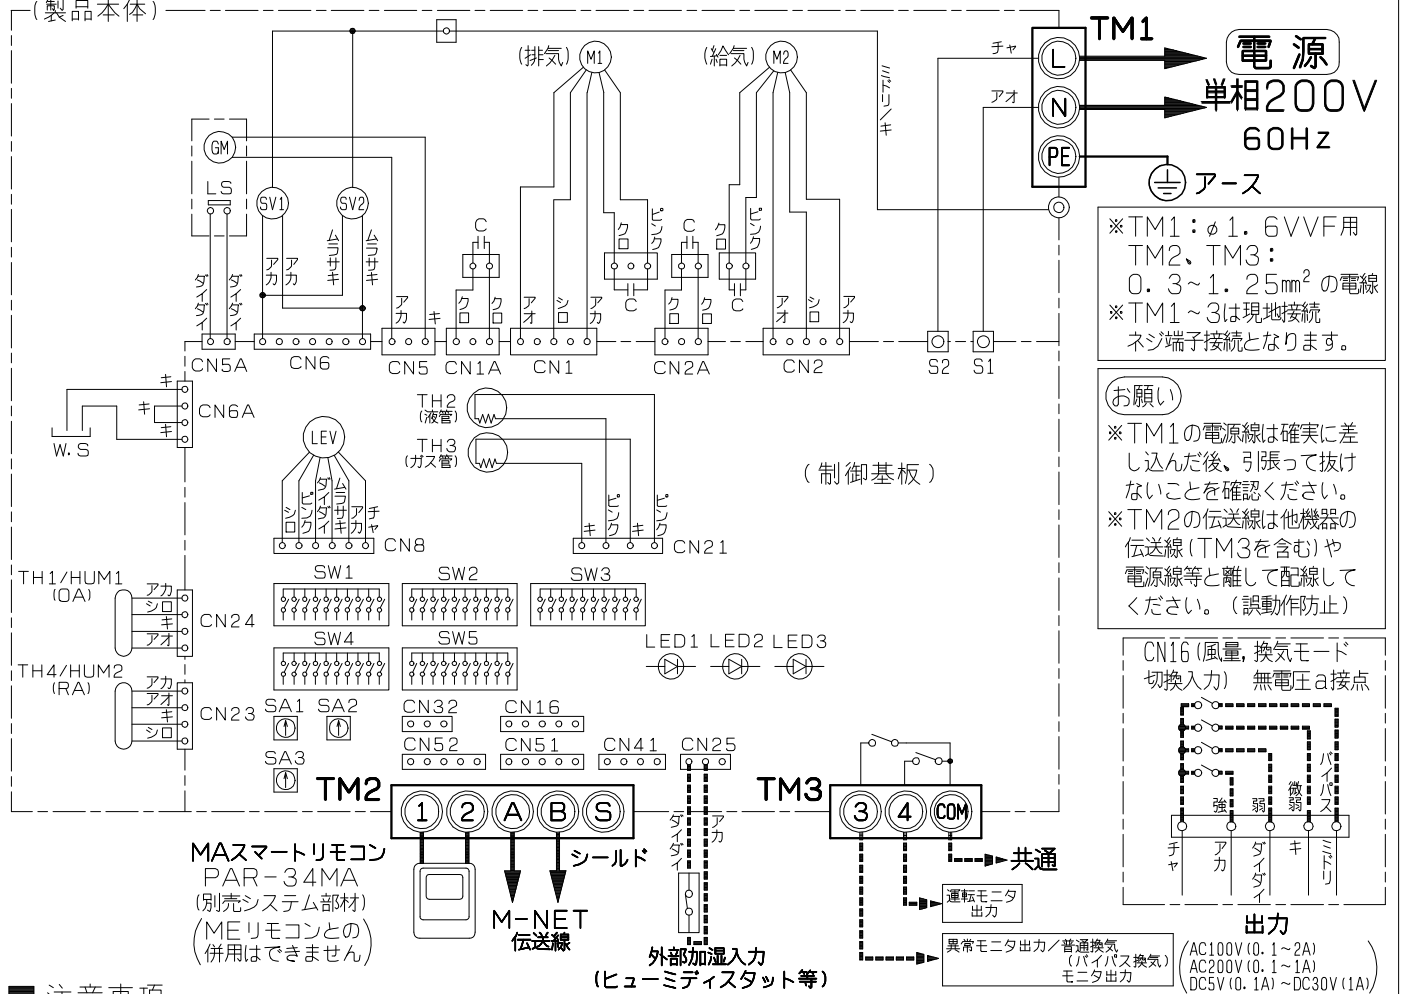 (製品本体)
TM1
電源
単相200V
60Hz
アース
L
N
PE
チャ
アオ
ミドリ／キ
(排気)
M1
(給気)
M2
GM
LS
SV1
SV2
C
C
C
C
ダイダイ
ダイダイ
アカ
アカ
ムラサキ
ムラサキ
アカ
キ
クロ
クロ
アオ
シロ
アカ
クロ
ピンク
クロ
クロ
クロ
ピンク
アオ
シロ
アカ
CN5A
CN6
CN5
CN1A
CN1
CN2A
CN2
S2
S1
※TM1：φ1.6VVF用
TM2、TM3：
0.3~1.25mm²の電線
※TM1~3は現地接続
ネジ端子接続となります。
お願い
※TM1の電源線は確実に差
し込んだ後、引張って抜け
ないことを確認ください。
※TM2の伝送線は他機器の
伝送線(TM3を含む)や
電源線等と離して配線して
ください。(誤動作防止)
キ
キ
キ
CN6A
W.S
LEV
シロ
ピンク
ダイダイ
ムラサキ
アカ
チャ
CN8
TH2
(液管)
TH3
(ガス管)
キ
ピンク
キ
ピンク
CN21
(制御基板)
TH1/HUM1
(OA)
アカ
シロ
キ
アオ
CN24
TH4/HUM2
(RA)
アカ
アオ
キ
シロ
CN23
SW1
SW2
SW3
SW4
SW5
LED1 LED2 LED3
SA1
SA2
SA3
CN32
CN16
CN52
CN51
CN41
CN25
TM2
1
2
A
B
S
TM3
3
4
COM
MAスマートリモコン
PAR-34MA
(別売システム部材)
(MEリモコンとの
併用はできません)
シールド
M-NET
伝送線
ダイダイ
アカ
外部加湿入力
(ヒューミディスタット等)
共通
運転モニタ
出力
異常モニタ出力／普通換気
(バイパス換気)
モニタ出力
CN16(風量,換気モード
切換入力) 無電圧a接点
強
弱
微弱
バイパス
チャ
アカ
ダイダイ
キ
ミドリ
出力
(AC100V(0.1~2A)
AC200V(0.1~1A)
DC5V(0.1A)~DC30V(1A))
■注意事項